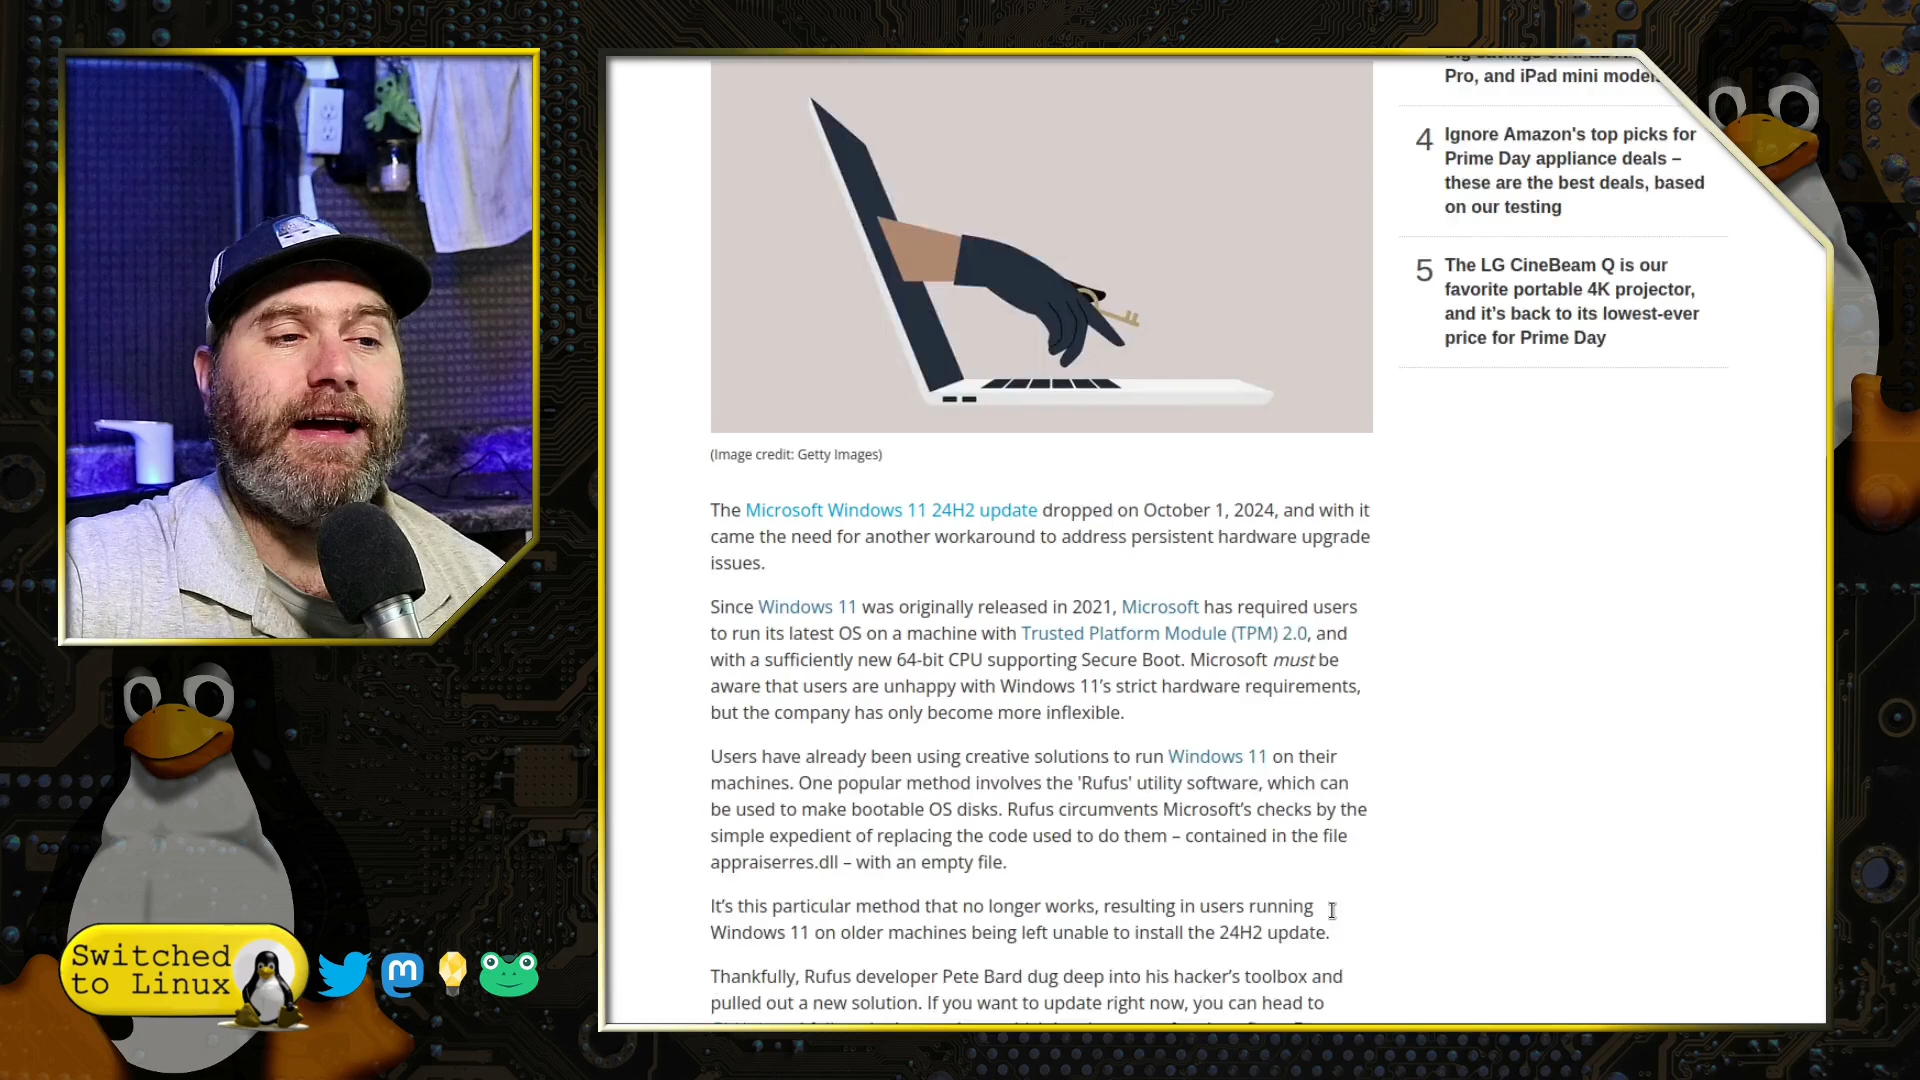 big savings on iPad
Pro, and iPad mini models
4
Ignore Amazon's top picks for
Prime Day appliance deals –
these are the best deals, based
on our testing
5
The LG CineBeam Q is our
favorite portable 4K projector,
and it’s back to its lowest-ever
price for Prime Day
(Image credit: Getty Images)
The Microsoft Windows 11 24H2 update dropped on October 1, 2024, and with it
came the need for another workaround to address persistent hardware upgrade
issues.
Since Windows 11 was originally released in 2021, Microsoft has required users
to run its latest OS on a machine with Trusted Platform Module (TPM) 2.0, and
with a sufficiently new 64-bit CPU supporting Secure Boot. Microsoft must be
aware that users are unhappy with Windows 11’s strict hardware requirements,
but the company has only become more inflexible.
Users have already been using creative solutions to run Windows 11 on their
machines. One popular method involves the 'Rufus' utility software, which can
be used to make bootable OS disks. Rufus circumvents Microsoft’s checks by the
simple expedient of replacing the code used to do them – contained in the file
appraiserres.dll – with an empty file.
It’s this particular method that no longer works, resulting in users running
Windows 11 on older machines being left unable to install the 24H2 update.
Thankfully, Rufus developer Pete Bard dug deep into his hacker’s toolbox and
pulled out a new solution. If you want to update right now, you can head to
Switched
to Linux